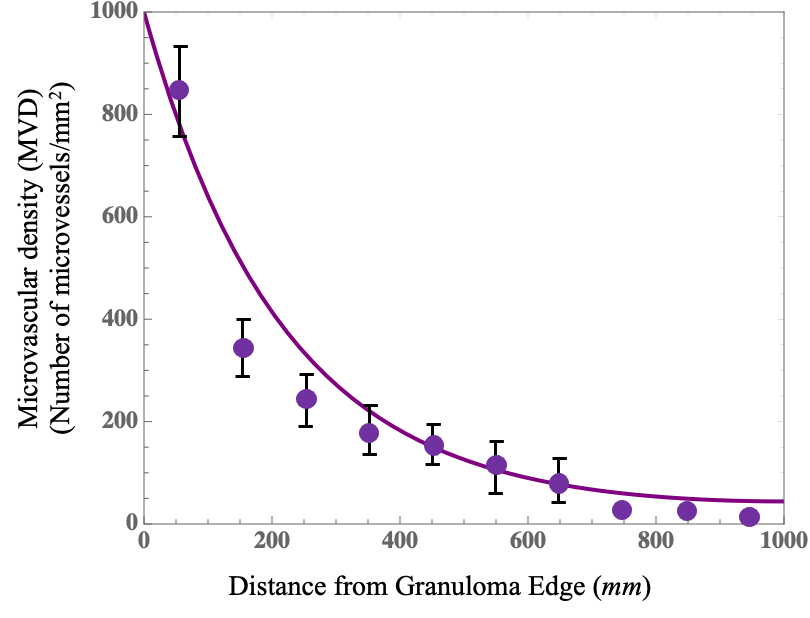 Microvascular density (MVD)
(Number of microvessels/mm²)
1000
800
600
400
200
0
0 200 400 600 800 1000
Distance from Granuloma Edge (mm)